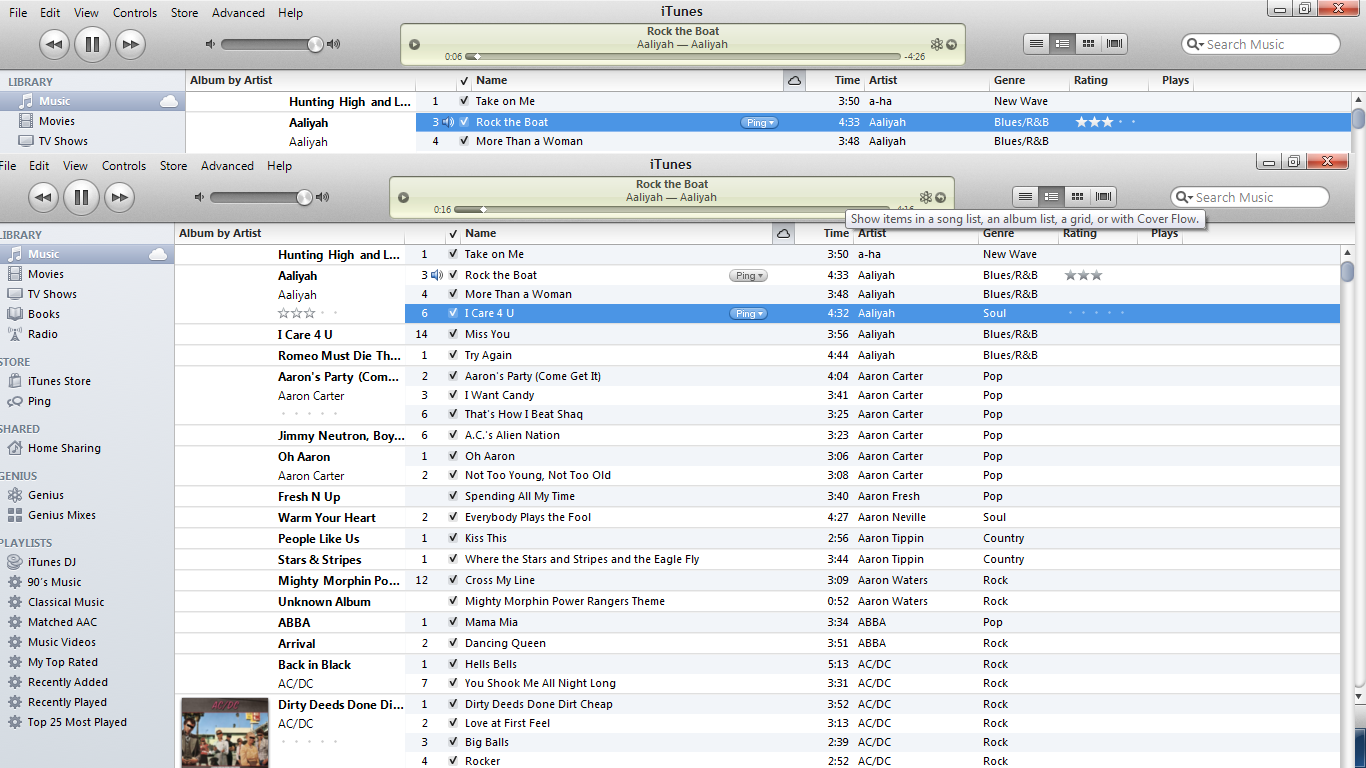 File Edit View Controls Store Advanced Help iTunes
Rock the Boat
Aaliyah — Aaliyah
0:06 -4:26
Search Music
LIBRARY Album by Artist Name Time Artist Genre Rating Plays
Music Hunting High and L... 1 Take on Me 3:50 a-ha New Wave
Movies Aaliyah 3 Rock the Boat Ping 4:33 Aaliyah Blues/R&B
TV Shows Aaliyah 4 More Than a Woman 3:48 Aaliyah Blues/R&B
File Edit View Controls Store Advanced Help iTunes
Rock the Boat
Aaliyah — Aaliyah
0:16 -4:16
Search Music
Show items in a song list, an album list, a grid, or with Cover Flow.
LIBRARY Album by Artist Name Time Artist Genre Rating Plays
Music Hunting High and L... 1 Take on Me 3:50 a-ha New Wave
Movies Aaliyah 3 Rock the Boat Ping 4:33 Aaliyah Blues/R&B
TV Shows Aaliyah 4 More Than a Woman 3:48 Aaliyah Blues/R&B
Books 6 I Care 4 U Ping 4:32 Aaliyah Soul
Radio I Care 4 U 14 Miss You 3:56 Aaliyah Blues/R&B
STORE Romeo Must Die Th... 1 Try Again 4:44 Aaliyah Blues/R&B
iTunes Store Aaron's Party (Com... 2 Aaron's Party (Come Get It) 4:04 Aaron Carter Pop
Ping Aaron Carter 3 I Want Candy 3:41 Aaron Carter Pop
6 That's How I Beat Shaq 3:25 Aaron Carter Pop
SHARED Jimmy Neutron, Boy... 6 A.C.'s Alien Nation 3:23 Aaron Carter Pop
Home Sharing Oh Aaron 1 Oh Aaron 3:06 Aaron Carter Pop
GENIUS Aaron Carter 2 Not Too Young, Not Too Old 3:08 Aaron Carter Pop
Genius Fresh N Up Spending All My Time 3:40 Aaron Fresh Pop
Genius Mixes Warm Your Heart 2 Everybody Plays the Fool 4:27 Aaron Neville Soul
PLAYLISTS People Like Us 1 Kiss This 2:56 Aaron Tippin Country
iTunes DJ Stars & Stripes 1 Where the Stars and Stripes and the Eagle Fly 3:44 Aaron Tippin Country
90's Music Mighty Morphin Po... 12 Cross My Line 3:09 Aaron Waters Rock
Classical Music Unknown Album Mighty Morphin Power Rangers Theme 0:52 Aaron Waters Rock
Matched AAC ABBA 1 Mama Mia 3:34 ABBA Pop
Music Videos Arrival 2 Dancing Queen 3:51 ABBA Rock
My Top Rated Back in Black 1 Hells Bells 5:13 AC/DC Rock
Recently Added AC/DC 7 You Shook Me All Night Long 3:31 AC/DC Rock
Recently Played AC/DC Dirty Deeds Done Di... 1 Dirty Deeds Done Dirt Cheap 3:52 AC/DC Rock
Top 25 Most Played AC/DC 2 Love at First Feel 3:13 AC/DC Rock
3 Big Balls 2:39 AC/DC Rock
4 Rocker 2:52 AC/DC Rock